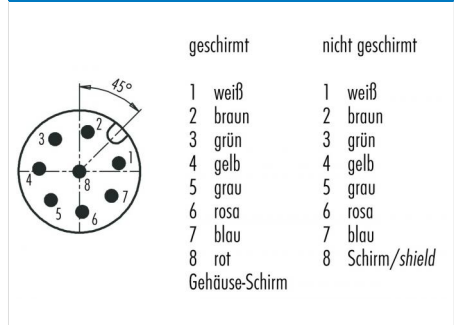 geschirmt
1 weiß
2 braun
3 grün
4 gelb
5 grau
6 rosa
7 blau
8 rot
Gehäuse-Schirm
nicht geschirmt
1 weiß
2 braun
3 grün
4 gelb
5 grau
6 rosa
7 blau
8 Schirm/shield
45°
2
3
1
4
8
7
5
6